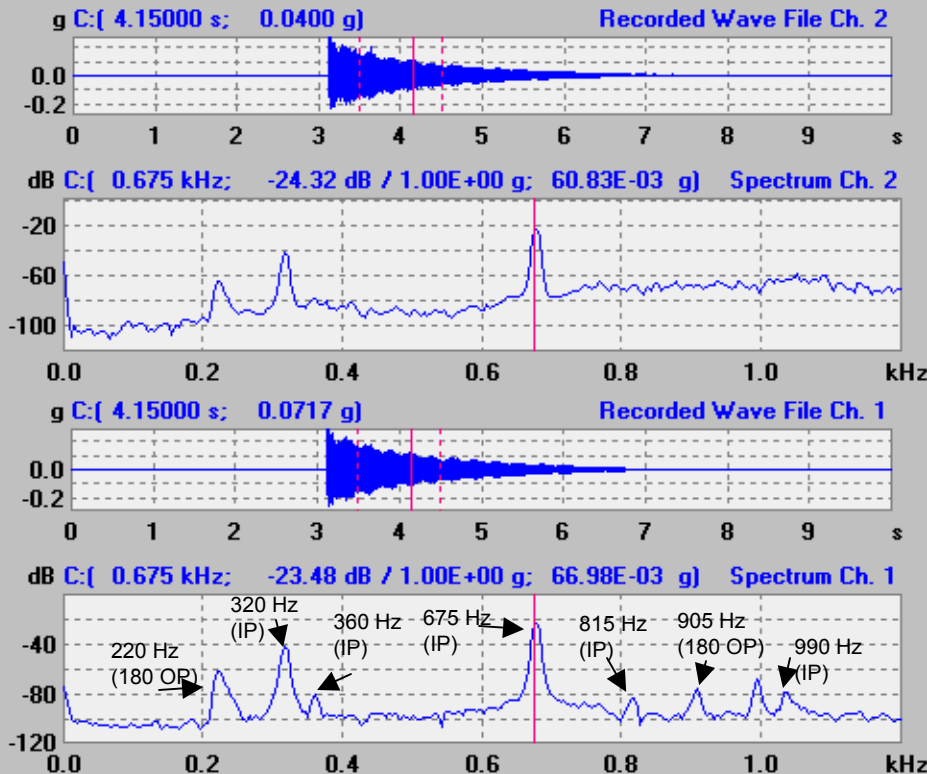 g C:( 4.15000 s; 0.0400 g) Recorded Wave File Ch. 2
0.0
-0.2
0 1 2 3 4 5 6 7 8 9 s
dB C:( 0.675 kHz; -24.32 dB / 1.00E+00 g; 60.83E-03 g) Spectrum Ch. 2
-20
-60
-100
0.0 0.2 0.4 0.6 0.8 1.0 kHz
g C:( 4.15000 s; 0.0717 g) Recorded Wave File Ch. 1
0.0
-0.2
0 1 2 3 4 5 6 7 8 9 s
dB C:( 0.675 kHz; -23.48 dB / 1.00E+00 g; 66.98E-03 g) Spectrum Ch. 1
220 Hz
(180 OP)
320 Hz
(IP)
360 Hz
(IP)
675 Hz
(IP)
815 Hz
(IP)
905 Hz
(180 OP)
990 Hz
(IP)
-40
-80
-120
0.0 0.2 0.4 0.6 0.8 1.0 kHz